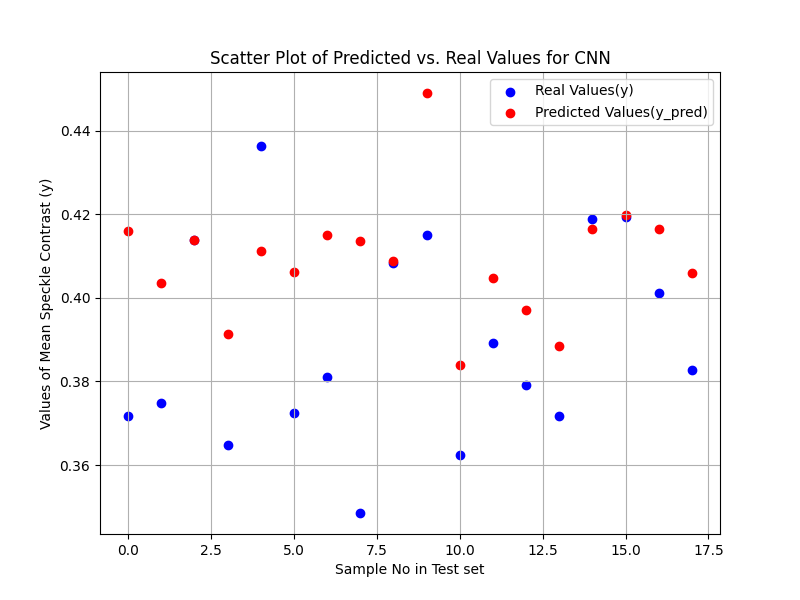 Scatter Plot of Predicted vs. Real Values for CNN
Real Values(y)
Predicted Values(y_pred)
Values of Mean Speckle Contrast (y)
0.44
0.42
0.40
0.38
0.36
0.0 2.5 5.0 7.5 10.0 12.5 15.0 17.5
Sample No in Test set